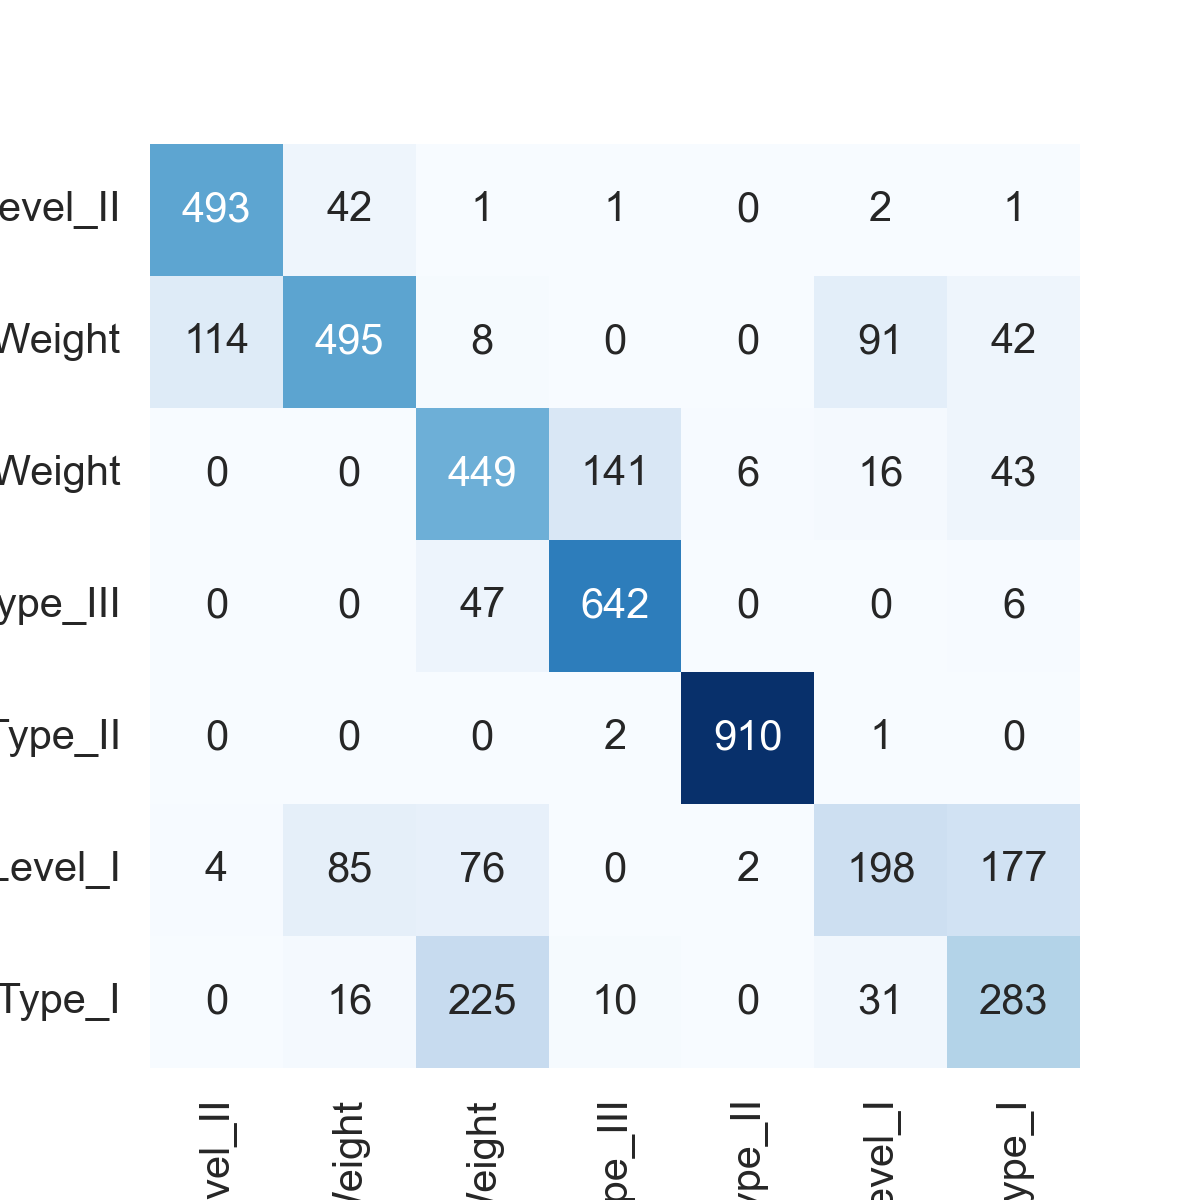 evel_II 493 42 1 1 0 2 1
Weight 114 495 8 0 0 91 42
Weight 0 0 449 141 6 16 43
ype_III 0 0 47 642 0 0 6
Type_II 0 0 0 2 910 1 0
Level_I 4 85 76 0 2 198 177
Type_I 0 16 225 10 0 31 283
vel_II Weight Weight pe_III ype_II evel_I ype_I